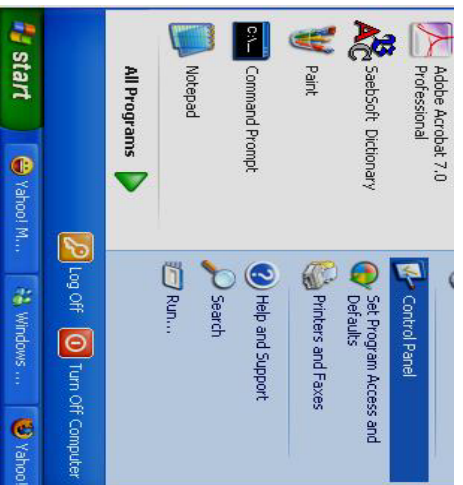 Adobe Acrobat 7.0
Professional
SaebSoft Dictionary
Paint
Command Prompt
Notepad
All Programs
Control Panel
Set Program Access and
Defaults
Printers and Faxes
Help and Support
Search
Run...
Log Off
Turn Off Computer
start
Yahoo! M...
Windows ...
Yahoo!